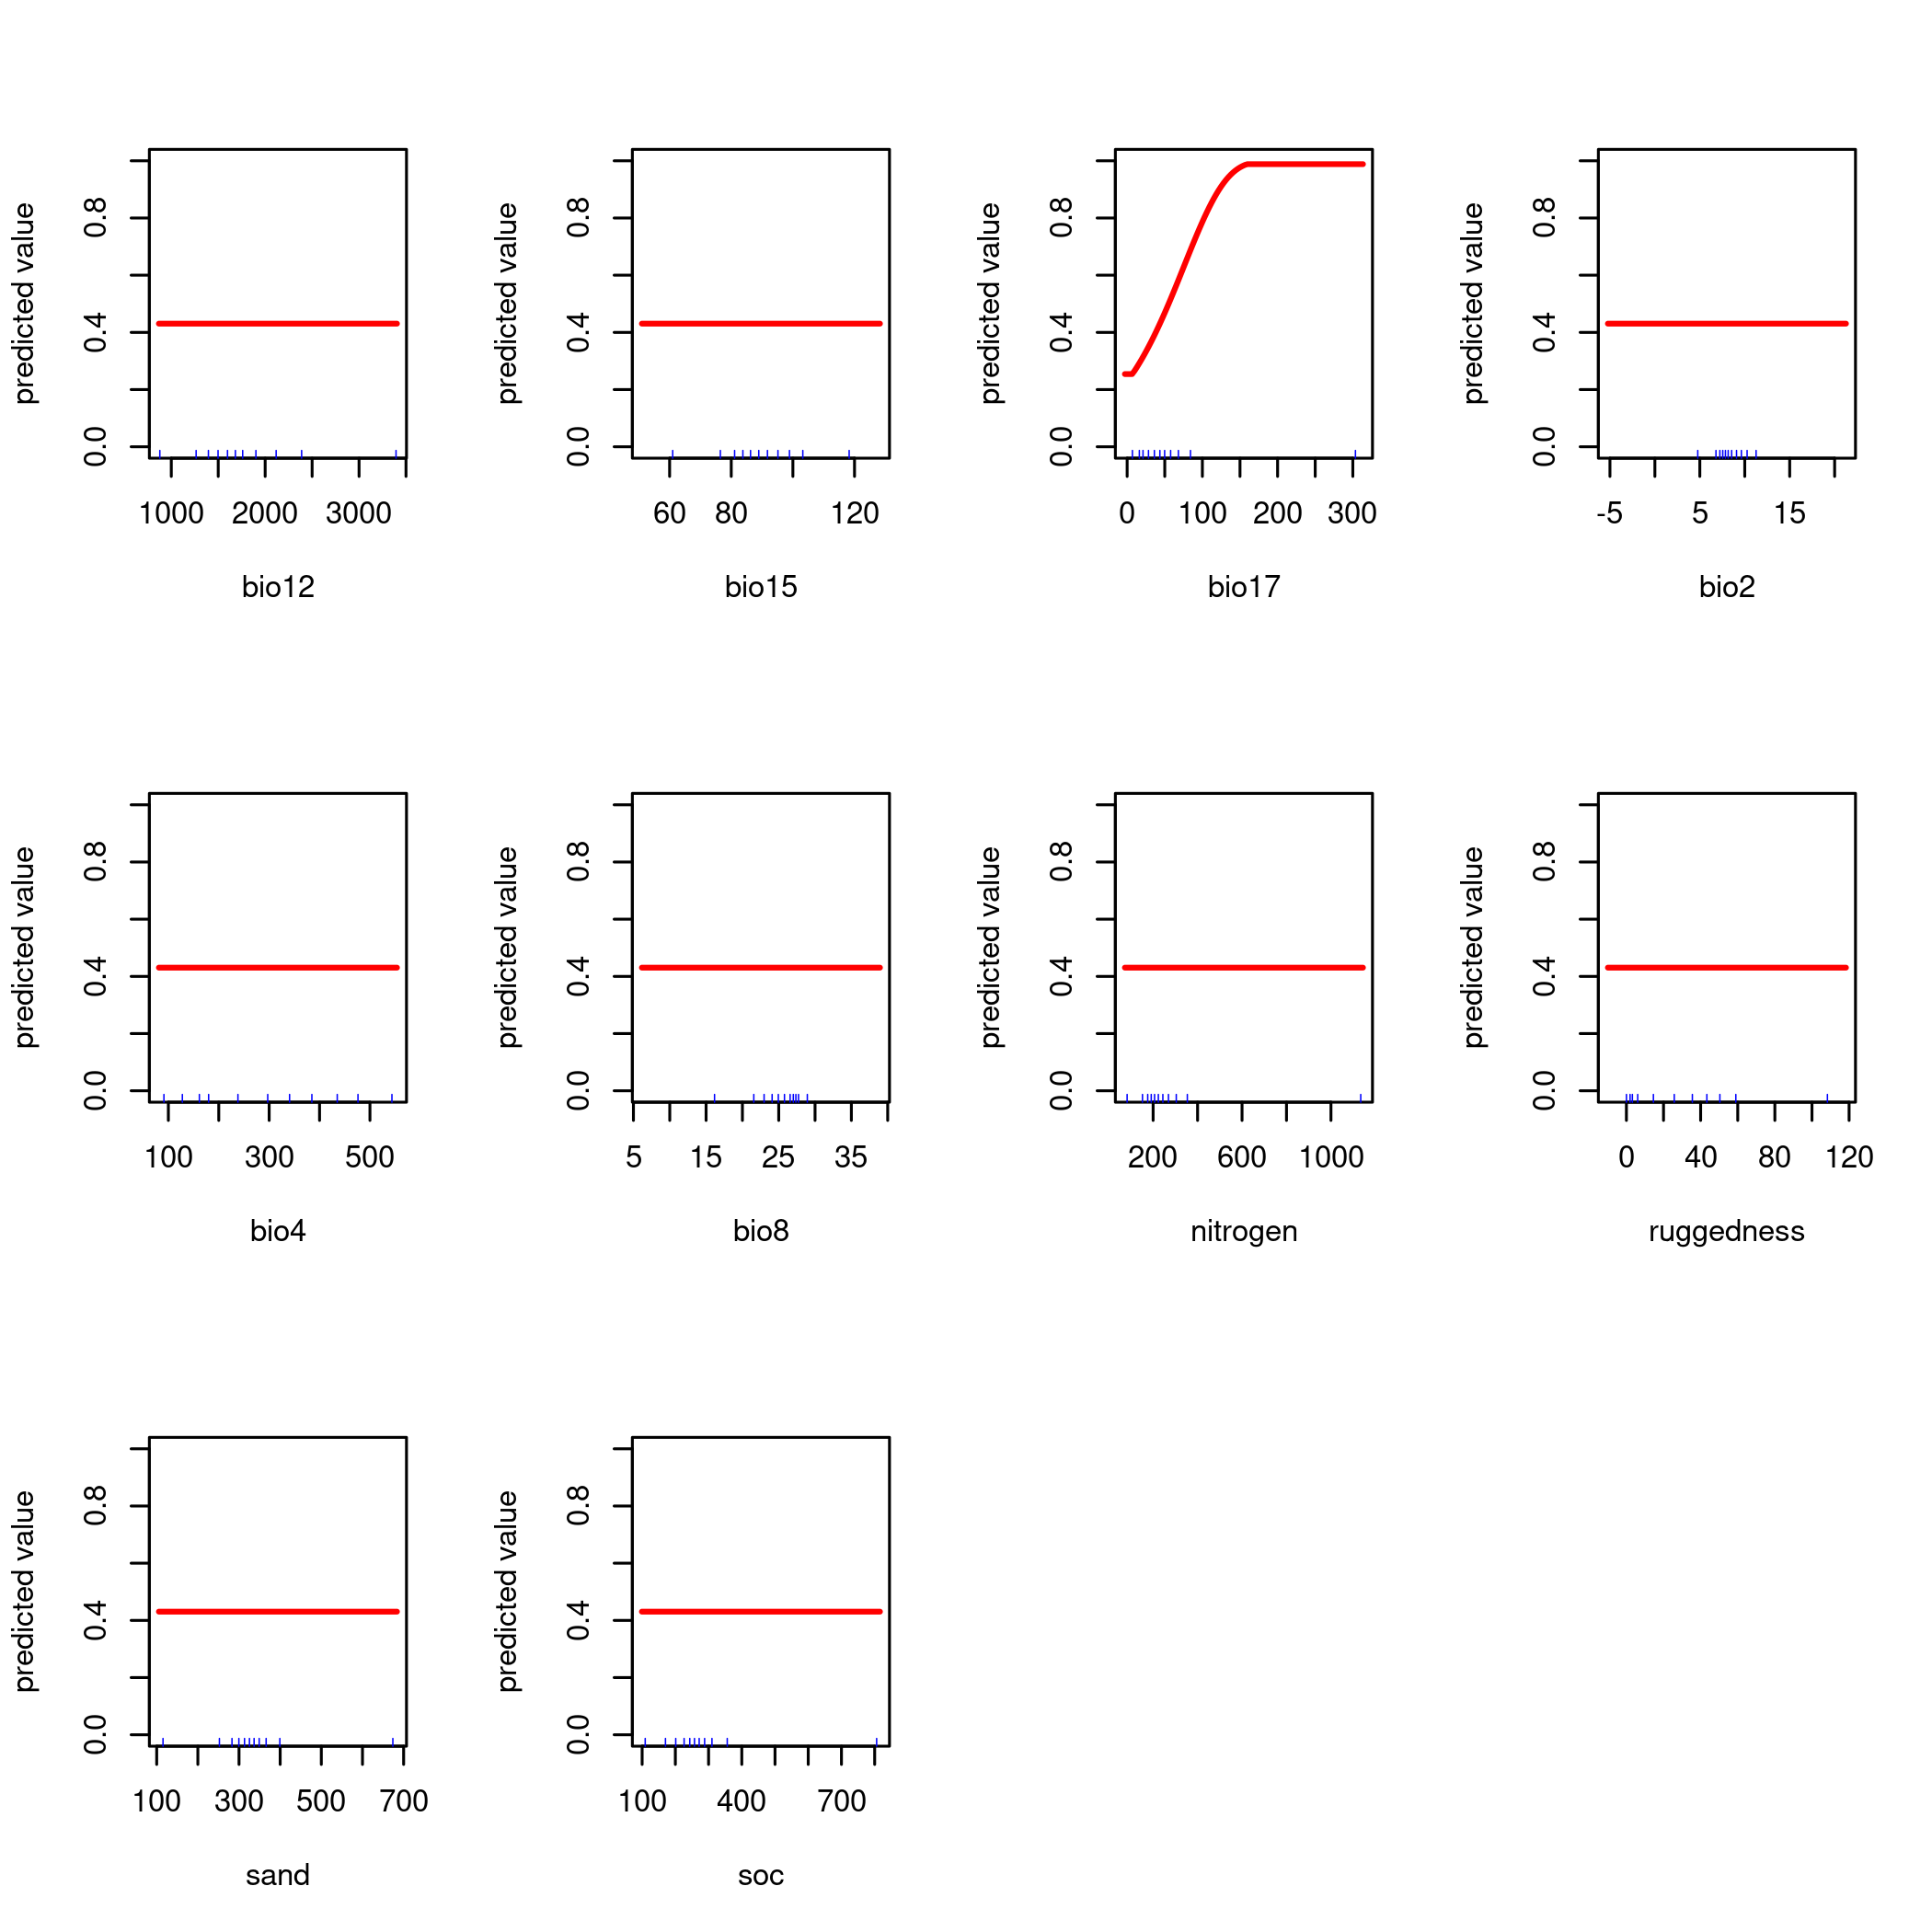 predicted value
0.0 0.4 0.8
1000 2000 3000
bio12
predicted value
0.0 0.4 0.8
60 80 120
bio15
predicted value
0.0 0.4 0.8
0 100 200 300
bio17
predicted value
0.0 0.4 0.8
-5 5 15
bio2
predicted value
0.0 0.4 0.8
100 300 500
bio4
predicted value
0.0 0.4 0.8
5 15 25 35
bio8
predicted value
0.0 0.4 0.8
200 600 1000
nitrogen
predicted value
0.0 0.4 0.8
0 40 80 120
ruggedness
predicted value
0.0 0.4 0.8
100 300 500 700
sand
predicted value
0.0 0.4 0.8
100 400 700
soc